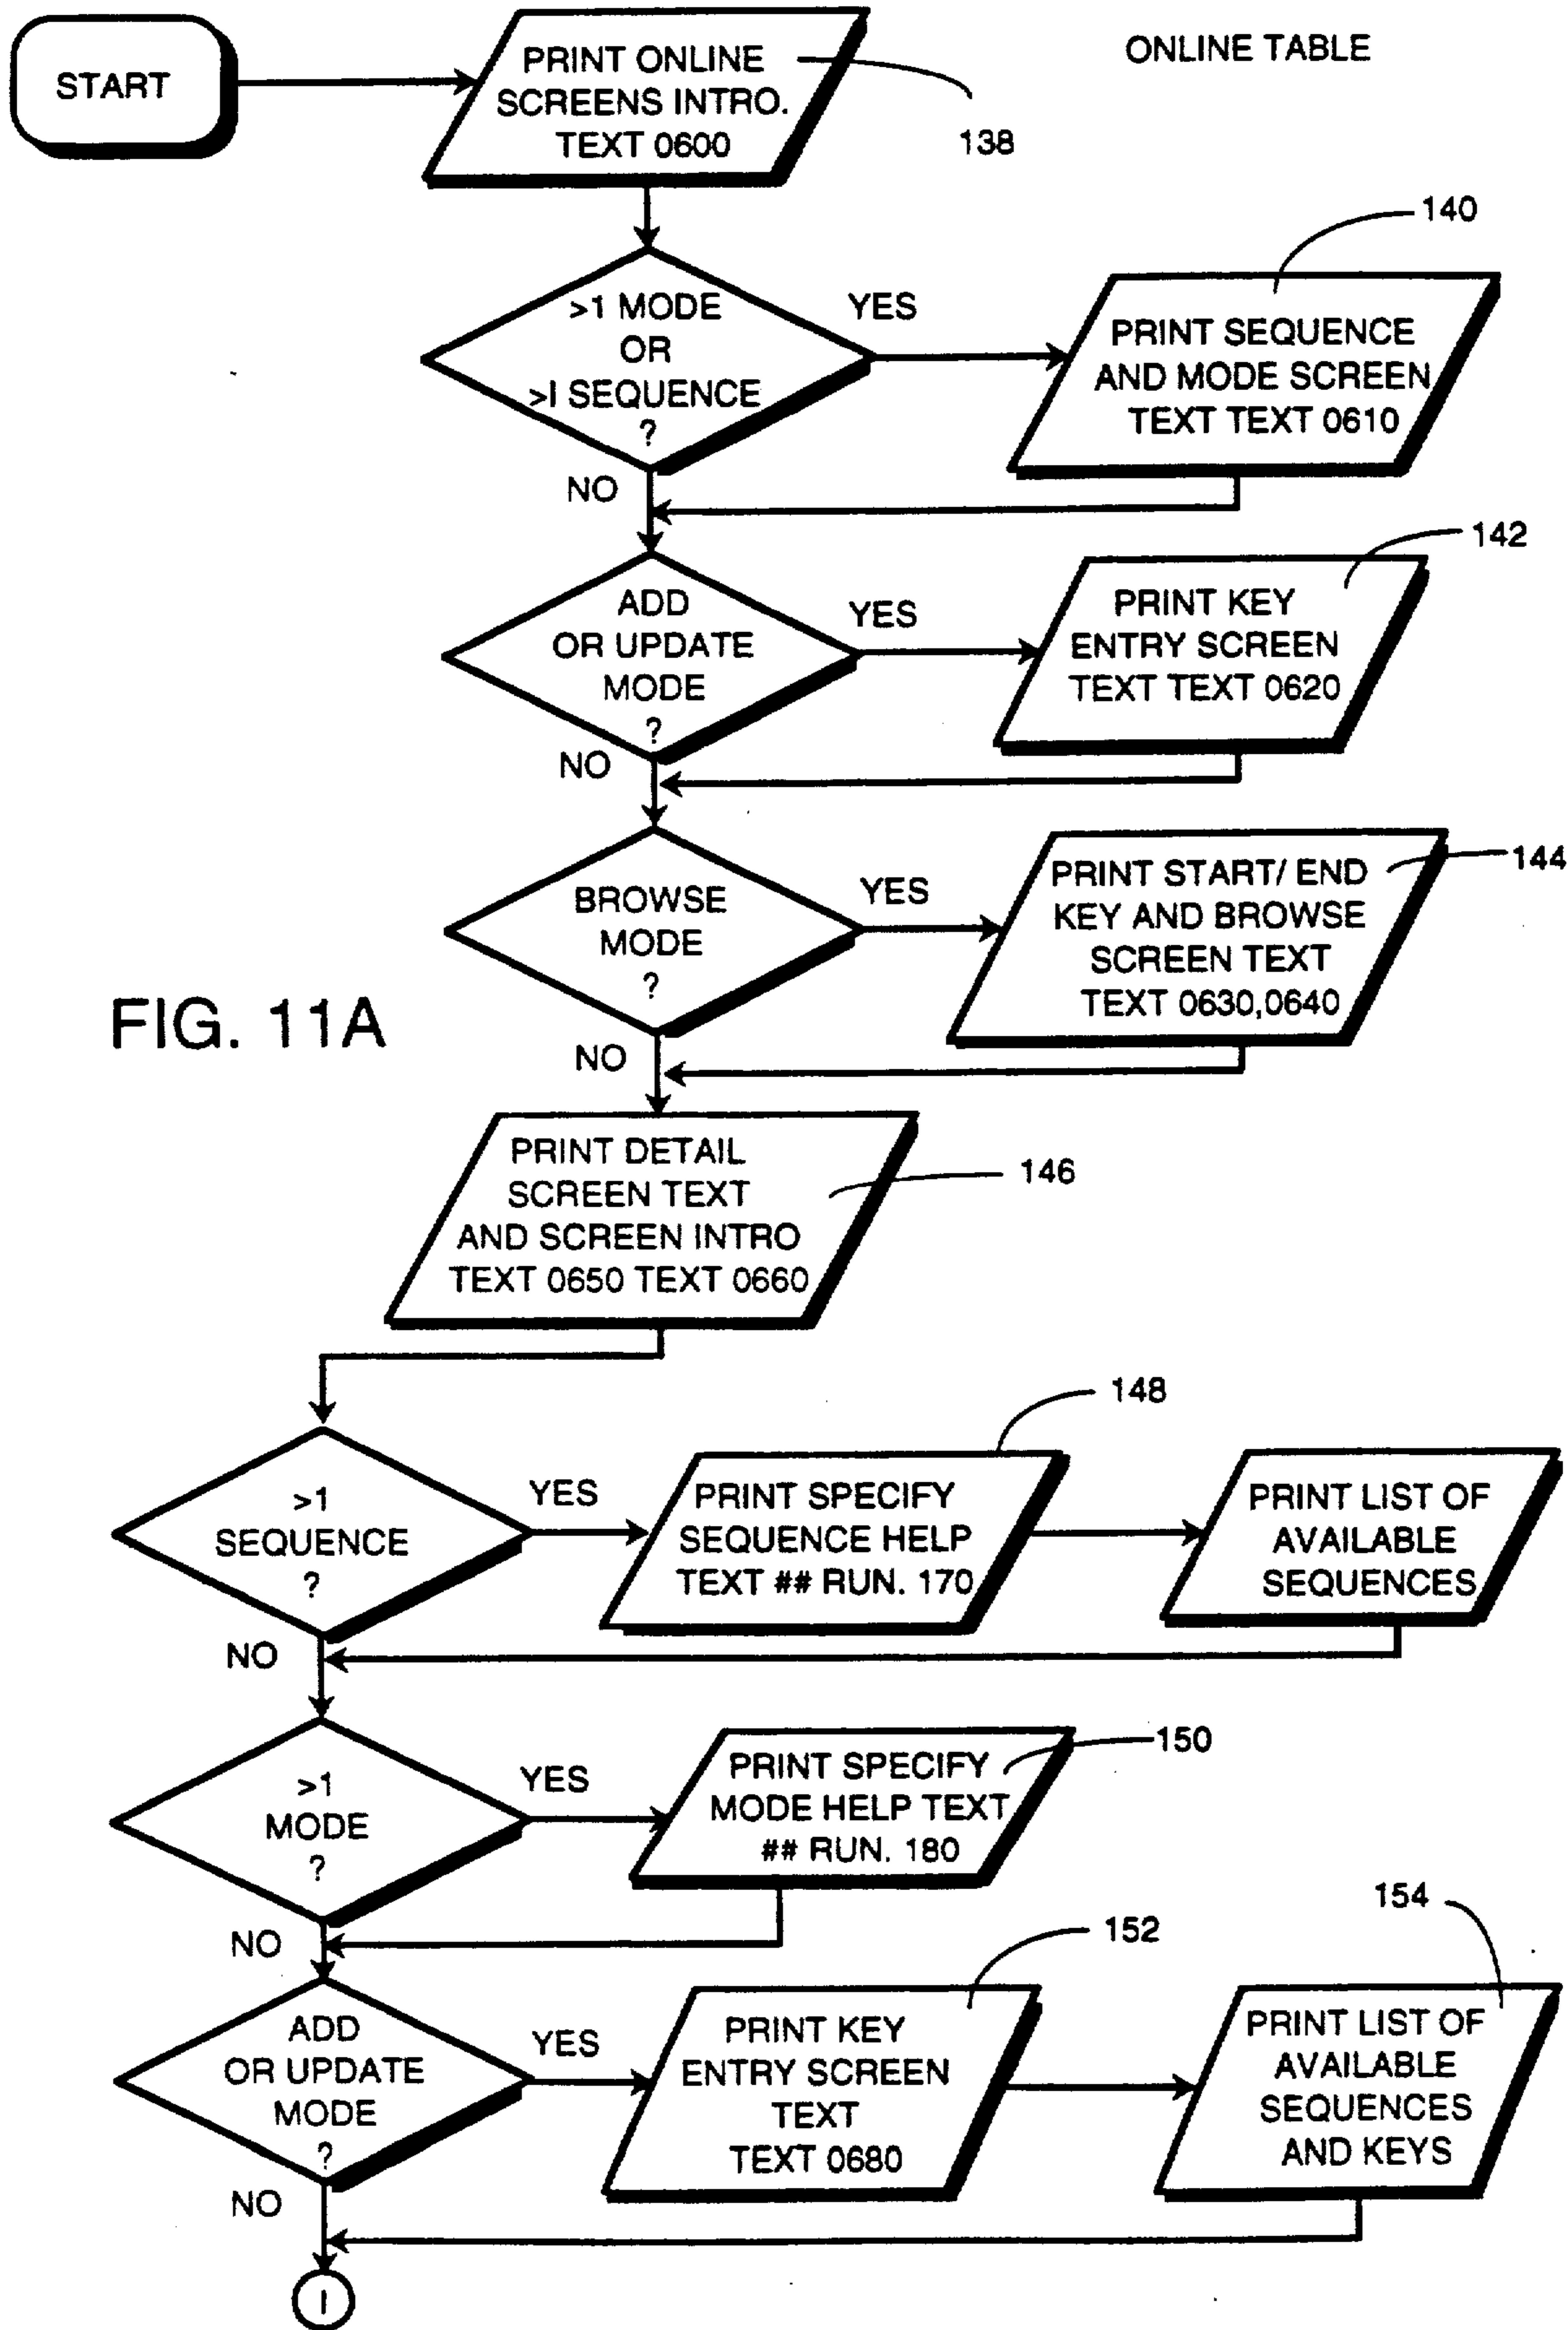 START
PRINT ONLINE
SCREENS INTRO.
TEXT 0600
ONLINE TABLE
138
>1 MODE
OR
>I SEQUENCE
?
YES
NO
140
PRINT SEQUENCE
AND MODE SCREEN
TEXT TEXT 0610
ADD
OR UPDATE
MODE
?
YES
NO
142
PRINT KEY
ENTRY SCREEN
TEXT TEXT 0620
BROWSE
MODE
?
YES
NO
144
PRINT START/ END
KEY AND BROWSE
SCREEN TEXT
TEXT 0630,0640
FIG. 11A
PRINT DETAIL
SCREEN TEXT
AND SCREEN INTRO
TEXT 0650 TEXT 0660
146
>1
SEQUENCE
?
YES
NO
148
PRINT SPECIFY
SEQUENCE HELP
TEXT ## RUN. 170
PRINT LIST OF
AVAILABLE
SEQUENCES
>1
MODE
?
YES
NO
150
PRINT SPECIFY
MODE HELP TEXT
## RUN. 180
ADD
OR UPDATE
MODE
?
YES
NO
152
PRINT KEY
ENTRY SCREEN
TEXT
TEXT 0680
154
PRINT LIST OF
AVAILABLE
SEQUENCES
AND KEYS
I